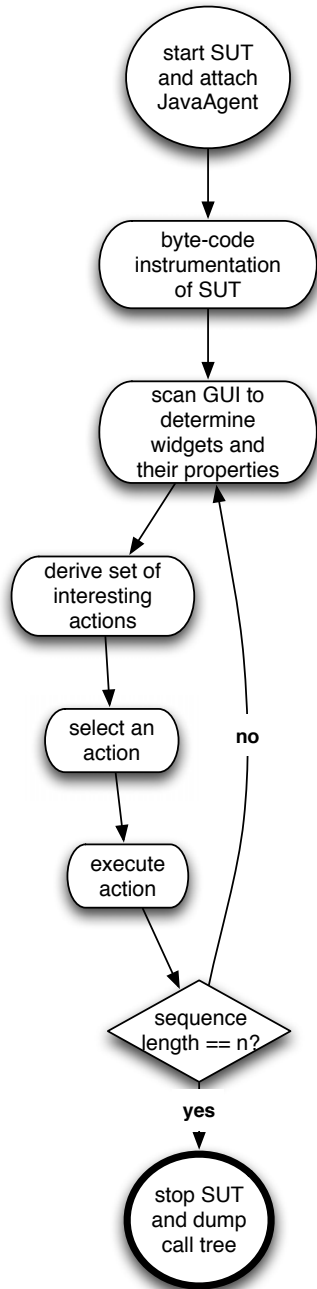 start SUT
and attach
JavaAgent
byte-code
instrumentation
of SUT
scan GUI to
determine
widgets and
their properties
derive set of
interesting
actions
select an
action
no
execute
action
sequence
length == n?
yes
stop SUT
and dump
call tree